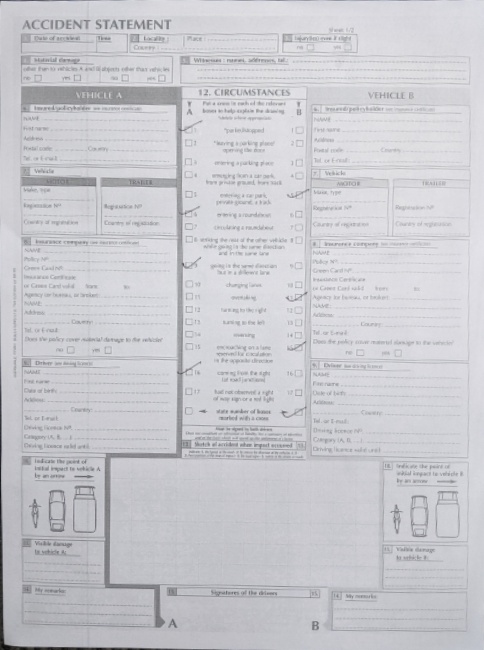 ACCIDENT STATEMENT
Sheet 1/2
1. Date of accident Time
2. Locality: Place:
Country:
3. Injury(ies) even if slight
no yes
4. Material damage
other than to vehicles A and B objects other than vehicles
no yes no yes
5. Witnesses: names, addresses, tel.:
VEHICLE A
6. Insured/policyholder (see insurance certificate)
NAME:
First name:
Address:
Postal code: Country:
Tel. or E-mail:
7. Vehicle
MOTOR TRAILER
Make, type
Registration N°
Registration N°
Country of registration
Country of registration
8. Insurance company (see insurance certificate)
NAME:
Policy N°:
Green Card N°:
Insurance Certificate
or Green Card valid from: to:
Agency (or bureau, or broker):
NAME:
Address:
Country:
Tel. or E-mail:
Does the policy cover material damage to the vehicle?
no yes
9. Driver (see driving licence)
NAME:
First name:
Date of birth:
Address:
Country:
Tel. or E-mail:
Driving licence N°:
Category (A, B, ...):
Driving licence valid until:
10. Indicate the point of
initial impact to vehicle A
by an arrow
11. Visible damage
to vehicle A:
14. My remarks:
12. CIRCUMSTANCES
A B
Put a cross in each of the relevant
boxes to help explain the drawing
1 *parked/stopped 1
2 *leaving a parking place/ 2
opening the door
3 entering a parking place 3
4 emerging from a car park, 4
from private ground, from track
5 entering a car park,
private ground, a track
6 entering a roundabout 6
7 circulating a roundabout 7
8 striking the rear of the other vehicle 8
while going in the same direction
and in the same lane
9 going in the same direction 9
but in a different lane
10 changing lanes 10
11 overtaking
12 turning to the right 12
13 turning to the left 13
14 reversing 14
15 encroaching on a lane
reserved for circulation
in the opposite direction
16 coming from the right 16
(at road junctions)
17 had not observed a right 17
of way sign or a red light
state number of boxes
marked with a cross
Must be signed by both drivers
13. Sketch of accident when impact occurred 13.
15. Signatures of the drivers 15.
A B
VEHICLE B
6. Insured/policyholder (see insurance certificate)
NAME:
First name:
Address:
Postal code: Country:
Tel. or E-mail:
7. Vehicle
MOTOR TRAILER
Make, type
Registration N°
Registration N°
Country of registration
Country of registration
8. Insurance company (see insurance certificate)
NAME:
Policy N°:
Green Card N°:
Insurance Certificate
or Green Card valid from: to:
Agency (or bureau, or broker):
NAME:
Address:
Country:
Tel. or E-mail:
Does the policy cover material damage to the vehicle?
no yes
9. Driver (see driving licence)
NAME:
First name:
Date of birth:
Address:
Country:
Tel. or E-mail:
Driving licence N°:
Category (A, B, ...):
Driving licence valid until:
10. Indicate the point of
initial impact to vehicle B
by an arrow
11. Visible damage
to vehicle B:
14. My remarks: